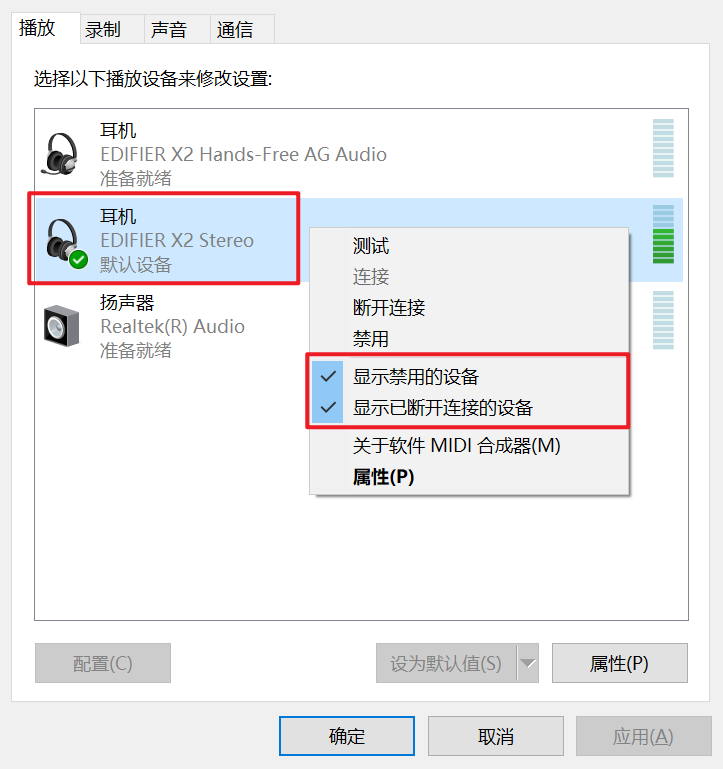 播放 录制 声音 通信
选择以下播放设备来修改设置:
耳机
EDIFIER X2 Hands-Free AG Audio
准备就绪
耳机
EDIFIER X2 Stereo
默认设备
扬声器
Realtek(R) Audio
准备就绪
测试
连接
断开连接
禁用
显示禁用的设备
显示已断开连接的设备
关于软件 MIDI 合成器(M)
属性(P)
配置(C) 设为默认值(S) 属性(P)
确定 取消 应用(A)